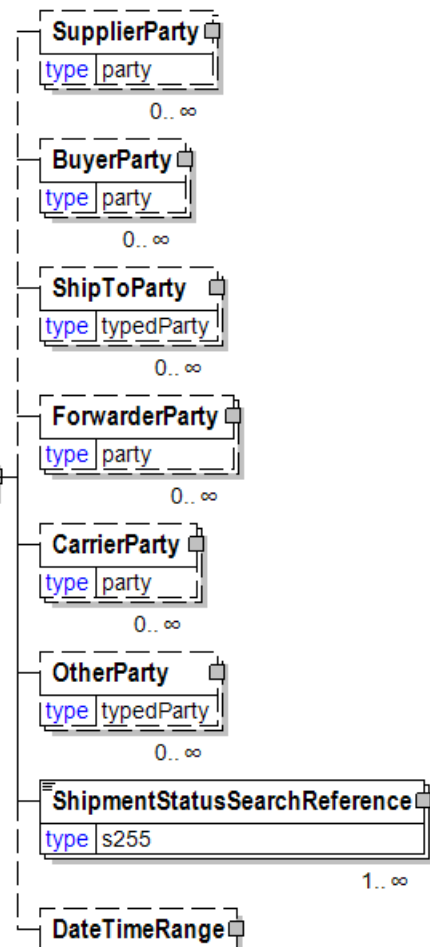 SupplierParty
type party
0.. ∞
BuyerParty
type party
0.. ∞
ShipToParty
type typedParty
0.. ∞
ForwarderParty
type party
0.. ∞
CarrierParty
type party
0.. ∞
OtherParty
type typedParty
0.. ∞
ShipmentStatusSearchReference
type s255
1.. ∞
DateTimeRange